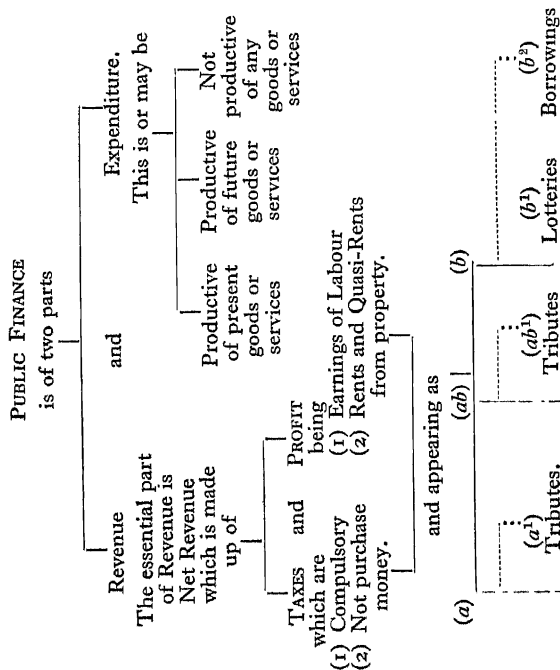 PUBLIC FINANCE
is of two parts
Revenue and Expenditure.
The essential part This is or may be
of Revenue is
Net Revenue
which is made
up of
Productive Productive Not
of present of future productive
goods or goods or of any
services services goods or
services
TAXES and PROFIT
which are being
(1) Compulsory (1) Earnings of Labour
(2) Not purchase (2) Rents and Quasi-Rents
money. from property.
and appearing as
(a) (ab) (b)
(a¹) (ab¹) (b¹) (b²)
Tributes. Tributes Lotteries Borrowings